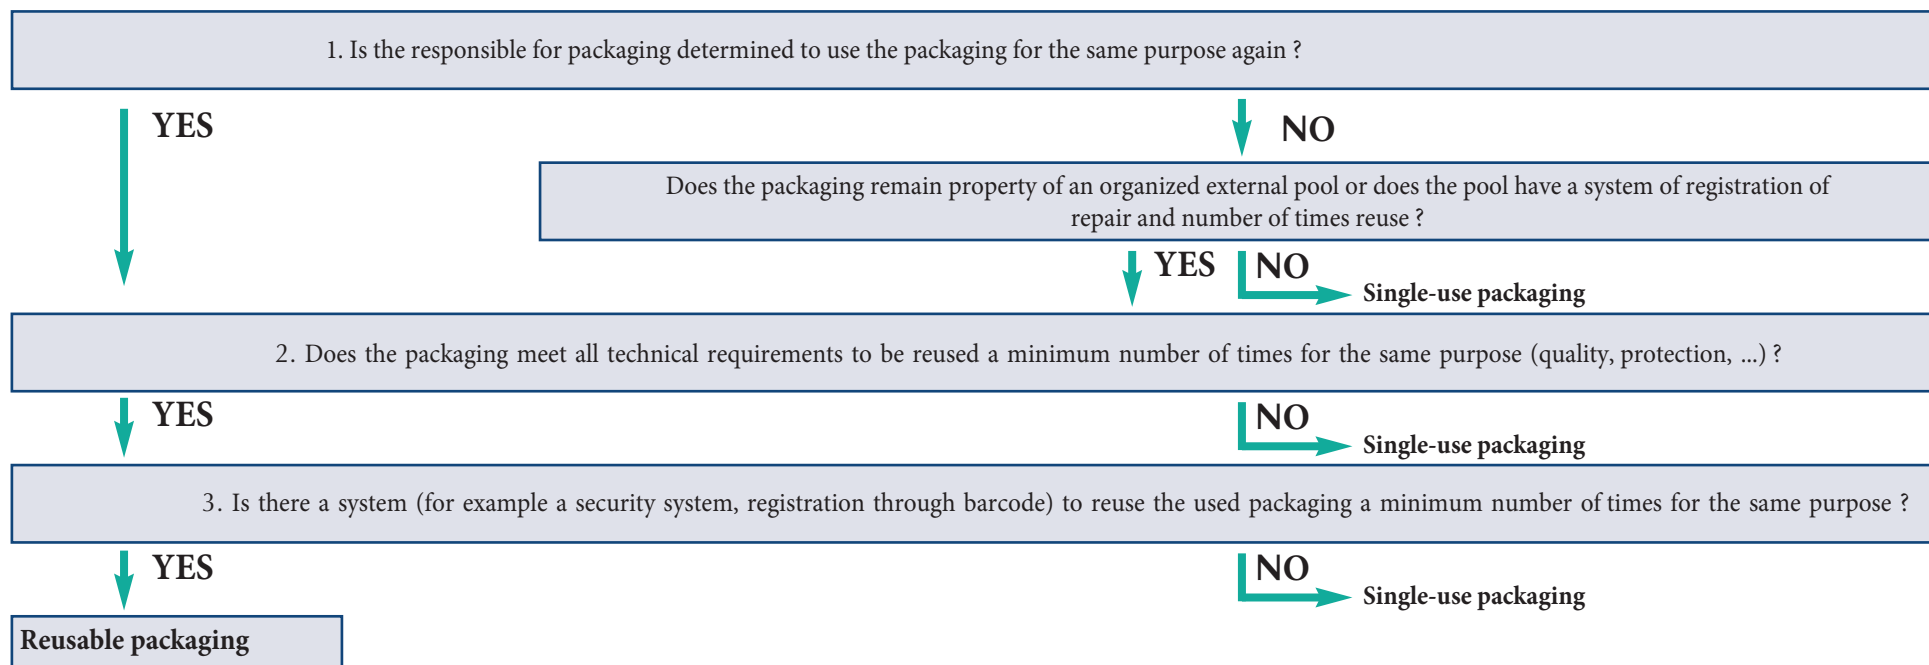 1. Is the responsible for packaging determined to use the packaging for the same purpose again ?
YES
NO
Does the packaging remain property of an organized external pool or does the pool have a system of registration of
repair and number of times reuse ?
YES
NO
Single-use packaging
2. Does the packaging meet all technical requirements to be reused a minimum number of times for the same purpose (quality, protection, ...) ?
YES
NO
Single-use packaging
3. Is there a system (for example a security system, registration through barcode) to reuse the used packaging a minimum number of times for the same purpose ?
YES
NO
Single-use packaging
Reusable packaging